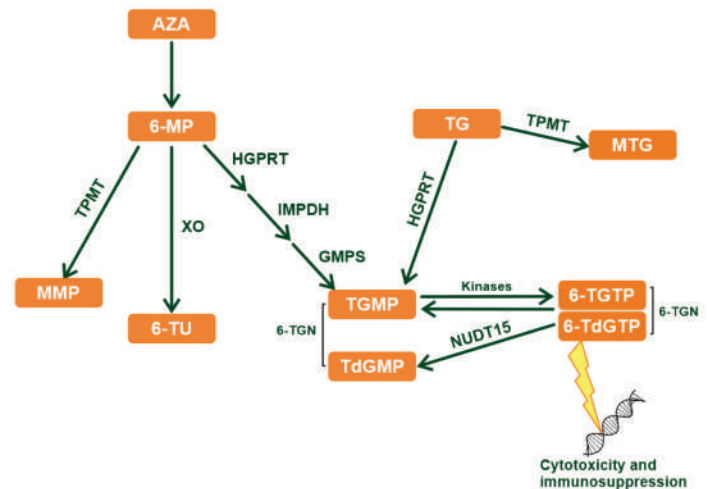 AZA
6-MP
TG
TPMT
MTG
HGPRT
TPMT
XO
IMPDH
HGPRT
GMPS
MMP
6-TU
TGMP
Kinases
6-TGTP
6-TGN
6-TdGTP
6-TGN
NUDT15
TdGMP
Cytotoxicity and
immunosuppression